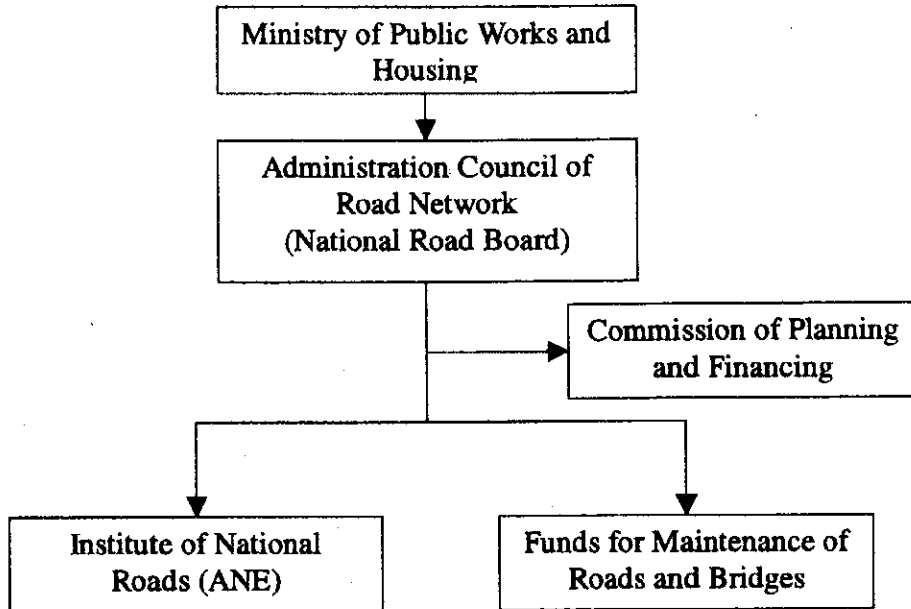 Ministry of Public Works and
Housing
Administration Council of
Road Network
(National Road Board)
Commission of Planning
and Financing
Institute of National
Roads (ANE)
Funds for Maintenance of
Roads and Bridges